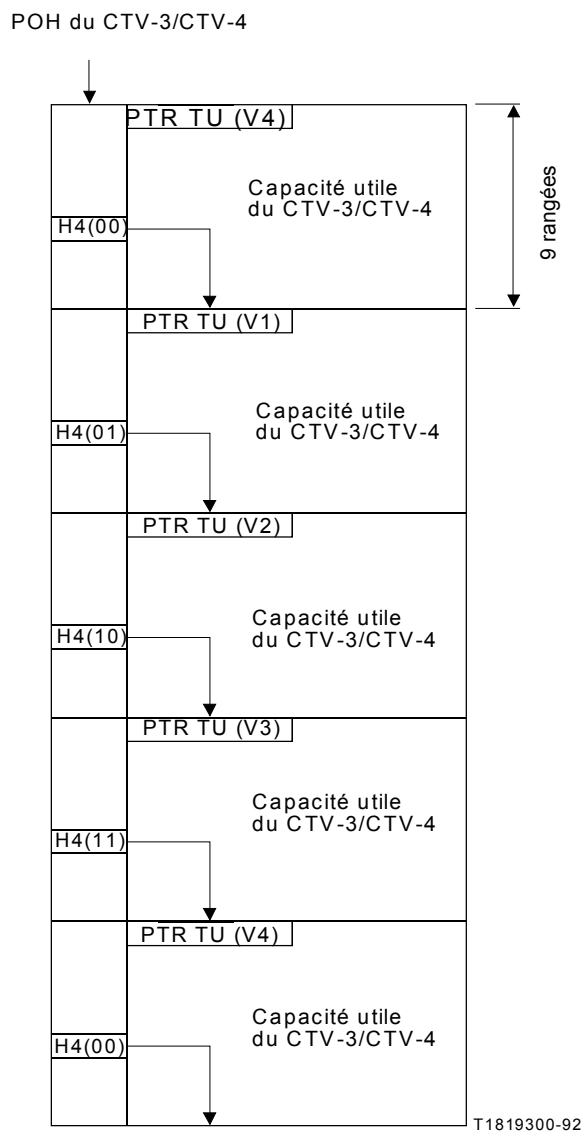 POH du CTV-3/CTV-4
PTR TU (V4)
Capacité utile
du CTV-3/CTV-4
9 rangées
H4(00)
PTR TU (V1)
Capacité utile
du CTV-3/CTV-4
H4(01)
PTR TU (V2)
Capacité utile
du CTV-3/CTV-4
H4(10)
PTR TU (V3)
Capacité utile
du CTV-3/CTV-4
H4(11)
PTR TU (V4)
Capacité utile
du CTV-3/CTV-4
H4(00)
T1819300-92